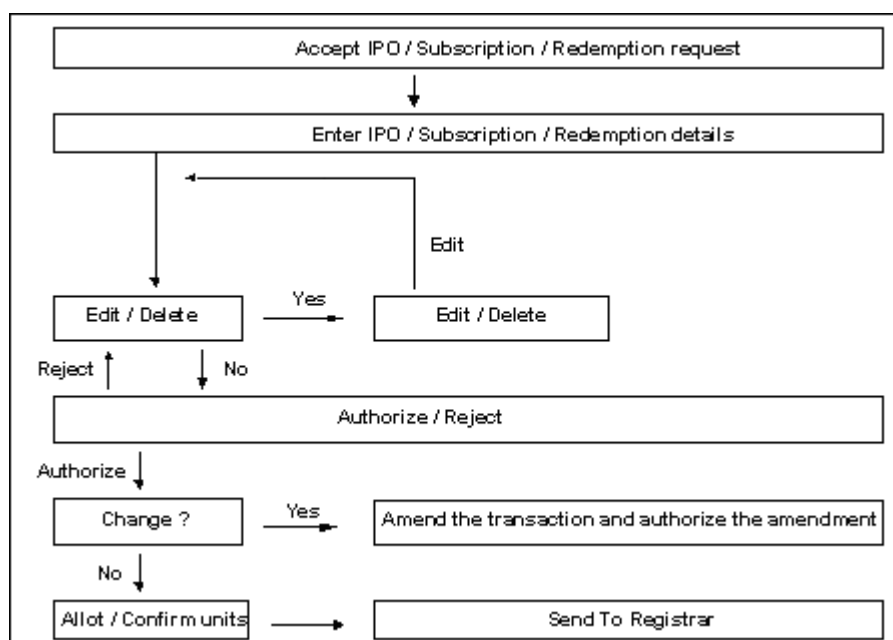 Accept IPO / Subscription / Redemption request
Enter IPO / Subscription / Redemption details
Edit
Edit / Delete
Yes
Edit / Delete
Reject
No
Authorize / Reject
Authorize
Change ?
Yes
Amend the transaction and authorize the amendment
No
Allot / Confirm units
Send To Registrar